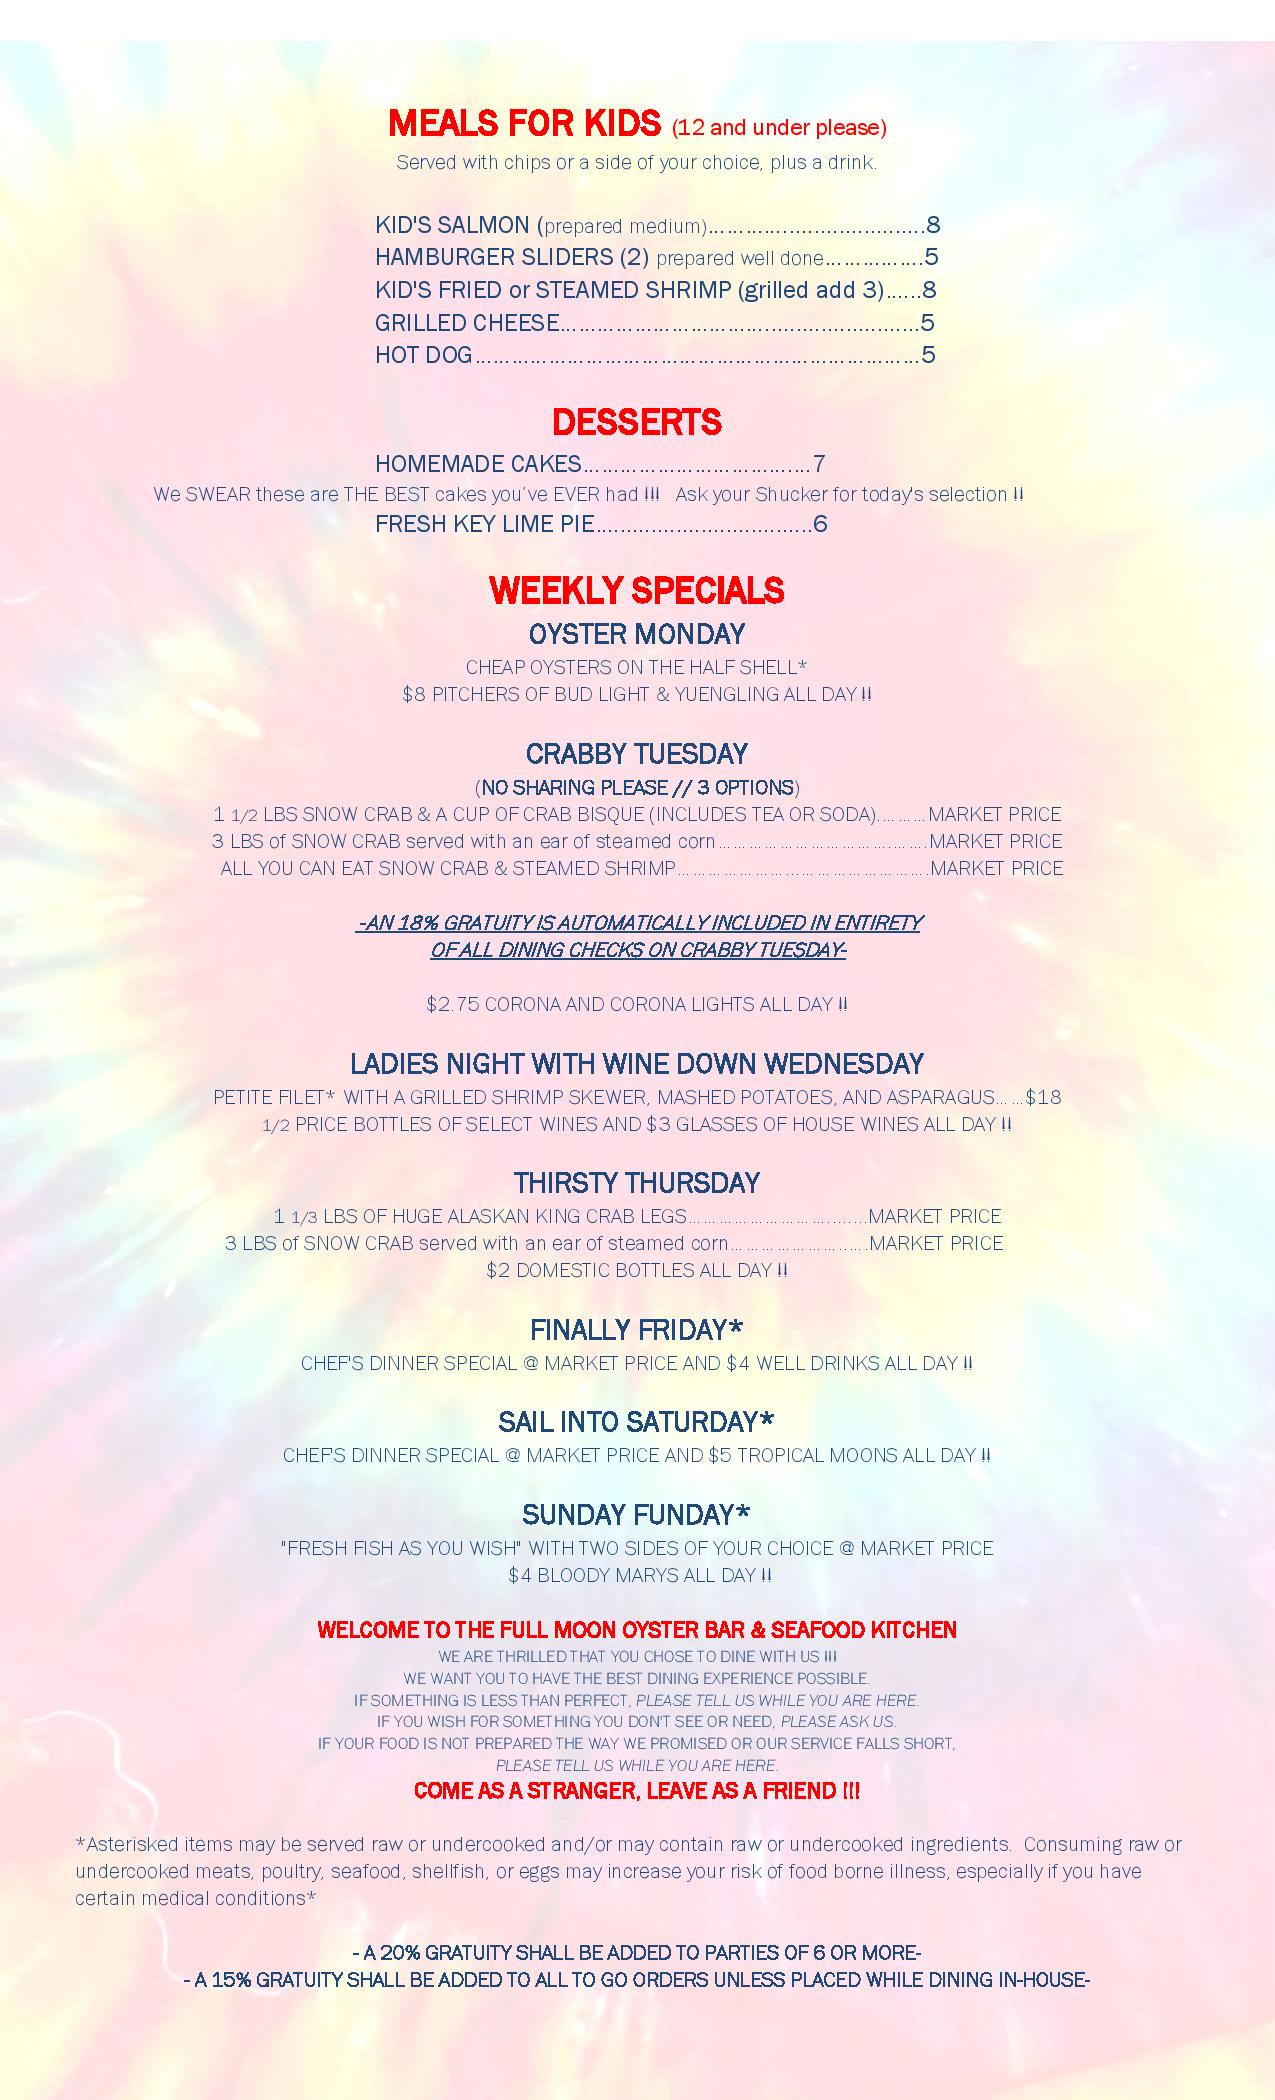 MEALS FOR KIDS (12 and under please)
Served with chips or a side of your choice, plus a drink.
KID'S SALMON (prepared medium)....................................8
HAMBURGER SLIDERS (2) prepared well done................5
KID'S FRIED or STEAMED SHRIMP (grilled add 3)......8
GRILLED CHEESE..........................................................5
HOT DOG........................................................................5
DESSERTS
HOMEMADE CAKES.....................................7
We SWEAR these are THE BEST cakes you've EVER had !!! Ask your Shucker for today's selection !!
FRESH KEY LIME PIE...................................6
WEEKLY SPECIALS
OYSTER MONDAY
CHEAP OYSTERS ON THE HALF SHELL*
$8 PITCHERS OF BUD LIGHT & YUENGLING ALL DAY !!
CRABBY TUESDAY
(NO SHARING PLEASE // 3 OPTIONS)
1 1/2 LBS SNOW CRAB & A CUP OF CRAB BISQUE (INCLUDES TEA OR SODA).........MARKET PRICE
3 LBS of SNOW CRAB served with an ear of steamed corn.....................................MARKET PRICE
ALL YOU CAN EAT SNOW CRAB & STEAMED SHRIMP.............................................MARKET PRICE
-AN 18% GRATUITY IS AUTOMATICALLY INCLUDED IN ENTIRETY
OF ALL DINING CHECKS ON CRABBY TUESDAY-
$2.75 CORONA AND CORONA LIGHTS ALL DAY !!
LADIES NIGHT WITH WINE DOWN WEDNESDAY
PETITE FILET* WITH A GRILLED SHRIMP SKEWER, MASHED POTATOES, AND ASPARAGUS......$18
1/2 PRICE BOTTLES OF SELECT WINES AND $3 GLASSES OF HOUSE WINES ALL DAY !!
THIRSTY THURSDAY
1 1/3 LBS OF HUGE ALASKAN KING CRAB LEGS...............................MARKET PRICE
3 LBS of SNOW CRAB served with an ear of steamed corn........................MARKET PRICE
$2 DOMESTIC BOTTLES ALL DAY !!
FINALLY FRIDAY*
CHEF'S DINNER SPECIAL @ MARKET PRICE AND $4 WELL DRINKS ALL DAY !!
SAIL INTO SATURDAY*
CHEF'S DINNER SPECIAL @ MARKET PRICE AND $5 TROPICAL MOONS ALL DAY !!
SUNDAY FUNDAY*
"FRESH FISH AS YOU WISH" WITH TWO SIDES OF YOUR CHOICE @ MARKET PRICE
$4 BLOODY MARYS ALL DAY !!
WELCOME TO THE FULL MOON OYSTER BAR & SEAFOOD KITCHEN
WE ARE THRILLED THAT YOU CHOSE TO DINE WITH US !!!
WE WANT YOU TO HAVE THE BEST DINING EXPERIENCE POSSIBLE.
IF SOMETHING IS LESS THAN PERFECT, PLEASE TELL US WHILE YOU ARE HERE.
IF YOU WISH FOR SOMETHING YOU DON'T SEE OR NEED, PLEASE ASK US.
IF YOUR FOOD IS NOT PREPARED THE WAY WE PROMISED OR OUR SERVICE FALLS SHORT,
PLEASE TELL US WHILE YOU ARE HERE.
COME AS A STRANGER, LEAVE AS A FRIEND !!!
*Asterisked items may be served raw or undercooked and/or may contain raw or undercooked ingredients. Consuming raw or
undercooked meats, poultry, seafood, shellfish, or eggs may increase your risk of food borne illness, especially if you have
certain medical conditions*
- A 20% GRATUITY SHALL BE ADDED TO PARTIES OF 6 OR MORE-
- A 15% GRATUITY SHALL BE ADDED TO ALL TO GO ORDERS UNLESS PLACED WHILE DINING IN-HOUSE-